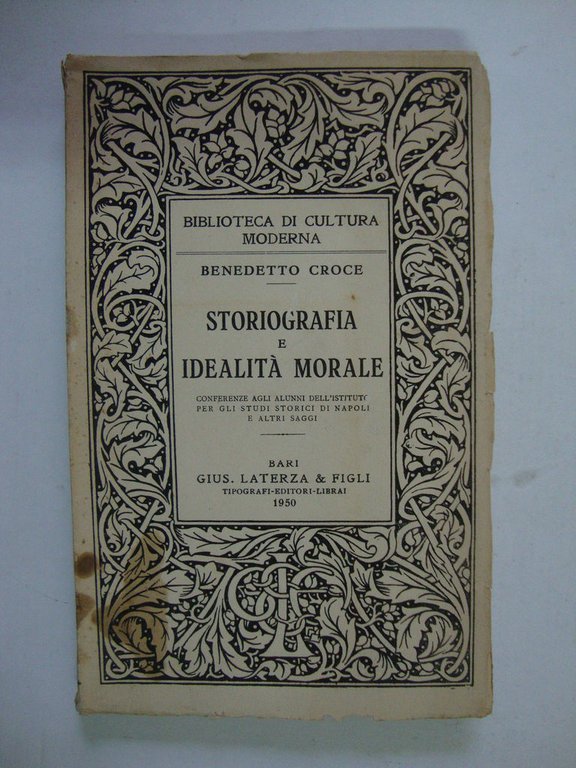 BIBLIOTECA DI CULTURA
MODERNA
BENEDETTO CROCE
STORIOGRAFIA
E
IDEALITÀ MORALE
CONFERENZE AGLI ALUNNI DELL'ISTITUTO
PER GLI STUDI STORICI DI NAPOLI
E ALTRI SAGGI
BARI
GIUS. LATERZA & FIGLI
TIPOGRAFI-EDITORI-LIBRAI
1950